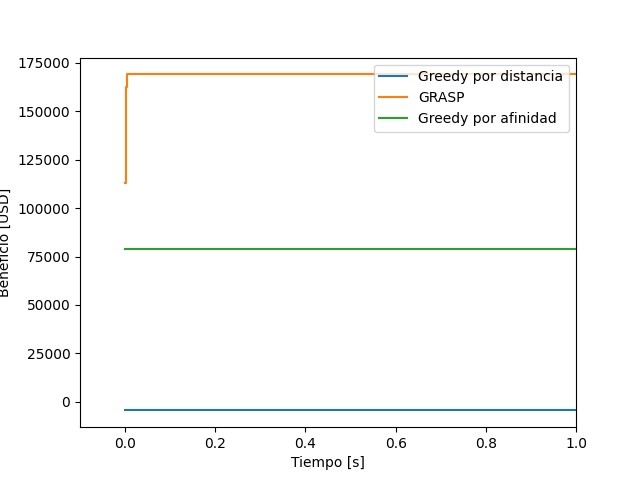 175000
150000
125000
100000
75000
50000
25000
0
Beneficio [USD]
Greedy por distancia
GRASP
Greedy por afinidad
0.0 0.2 0.4 0.6 0.8 1.0
Tiempo [s]